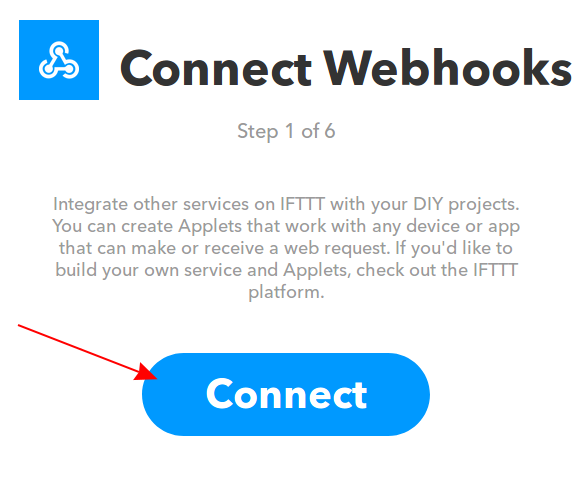 Connect Webhooks
Step 1 of 6
Integrate other services on IFTTT with your DIY projects.
You can create Applets that work with any device or app
that can make or receive a web request. If you'd like to
build your own service and Applets, check out the IFTTT
platform.
Connect